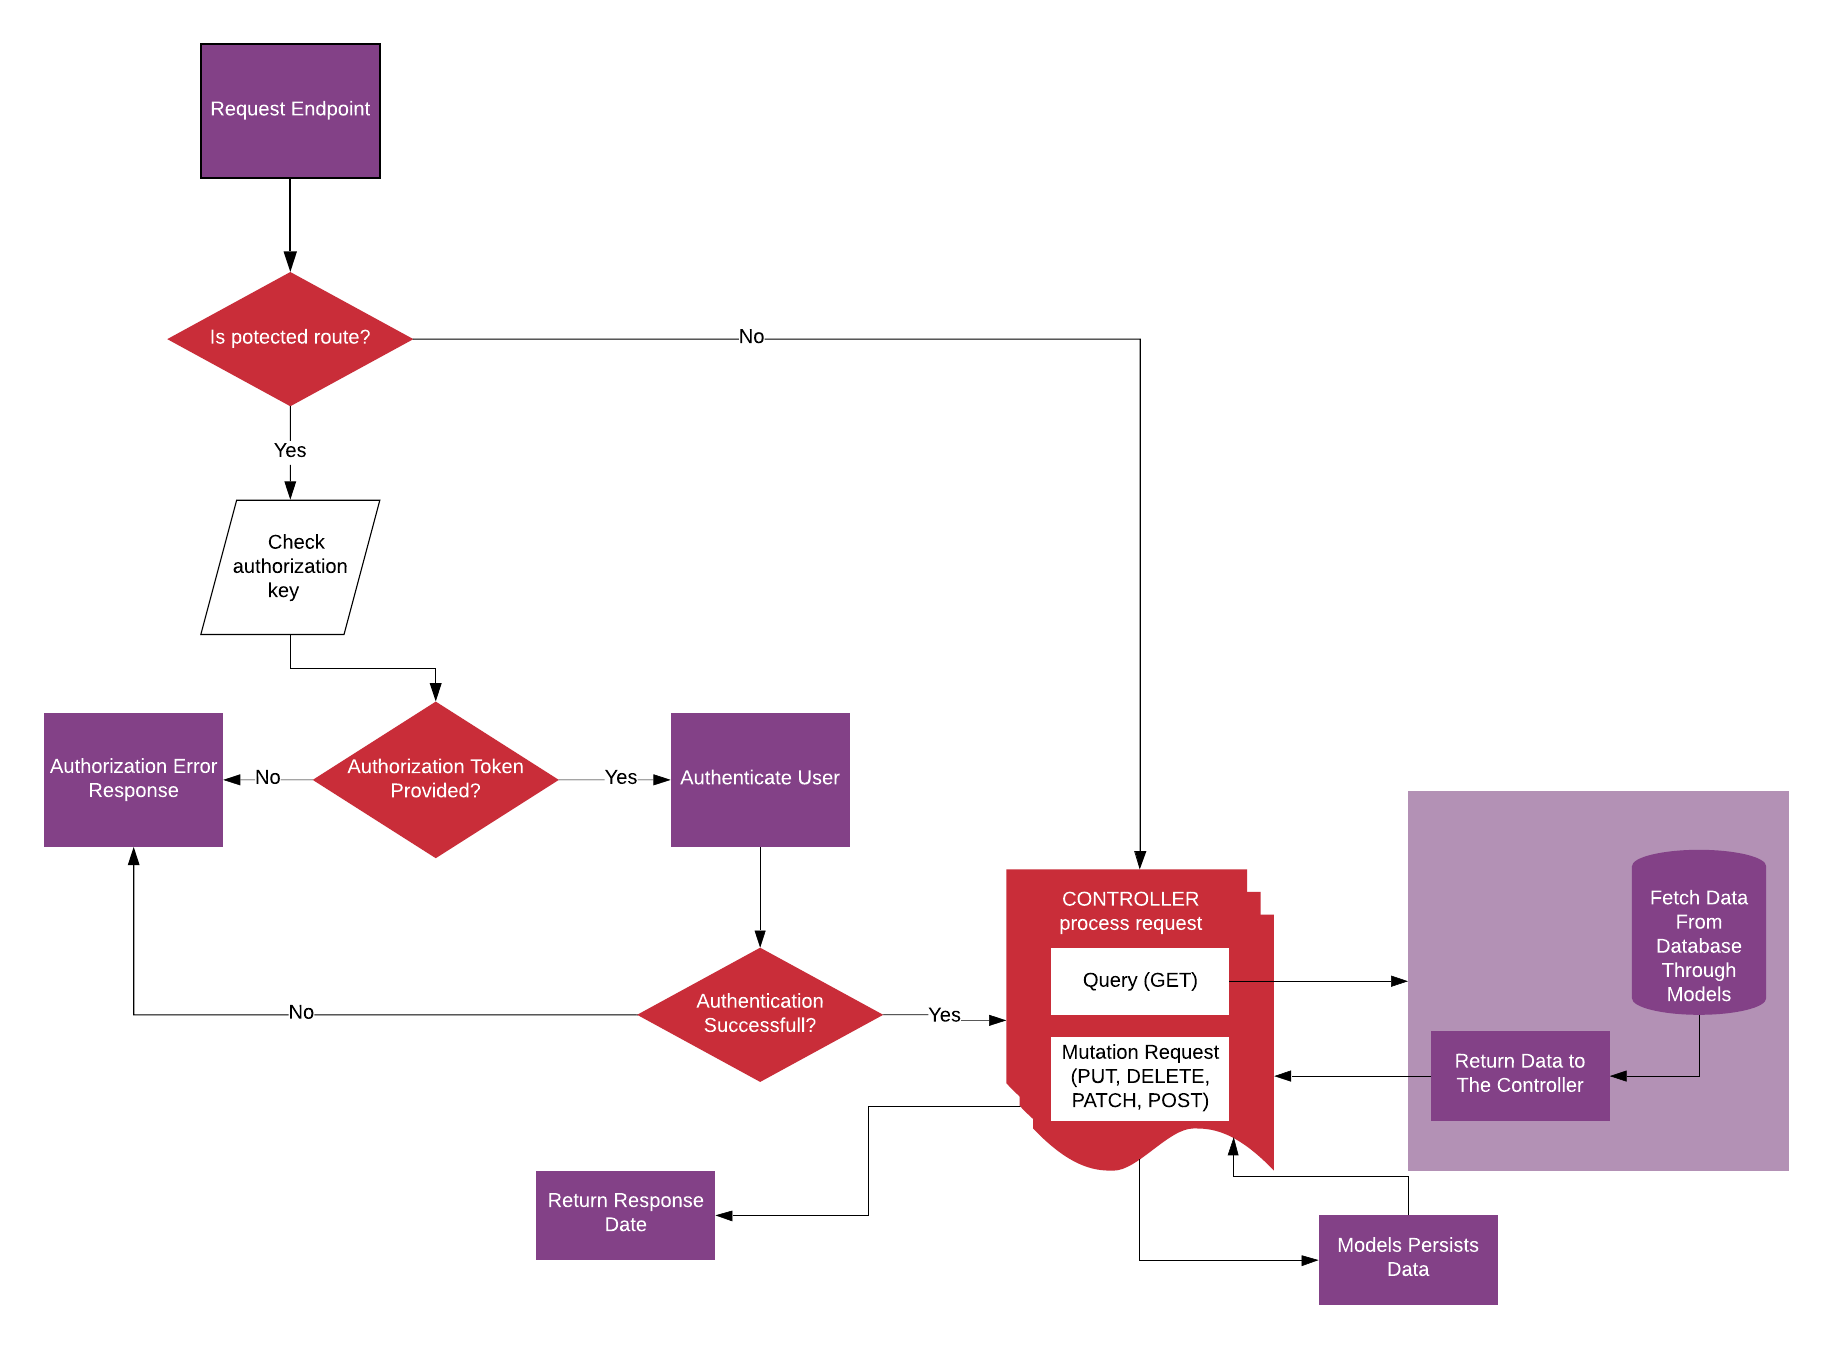 Request Endpoint
Is potected route?
No
Yes
Check
authorization
key
Authorization Error
Response
No
Authorization Token
Provided?
Yes
Authenticate User
No
Authentication
Successfull?
Yes
CONTROLLER
process request
Query (GET)
Mutation Request
(PUT, DELETE,
PATCH, POST)
Fetch Data
From
Database
Through
Models
Return Data to
The Controller
Return Response
Date
Models Persists
Data